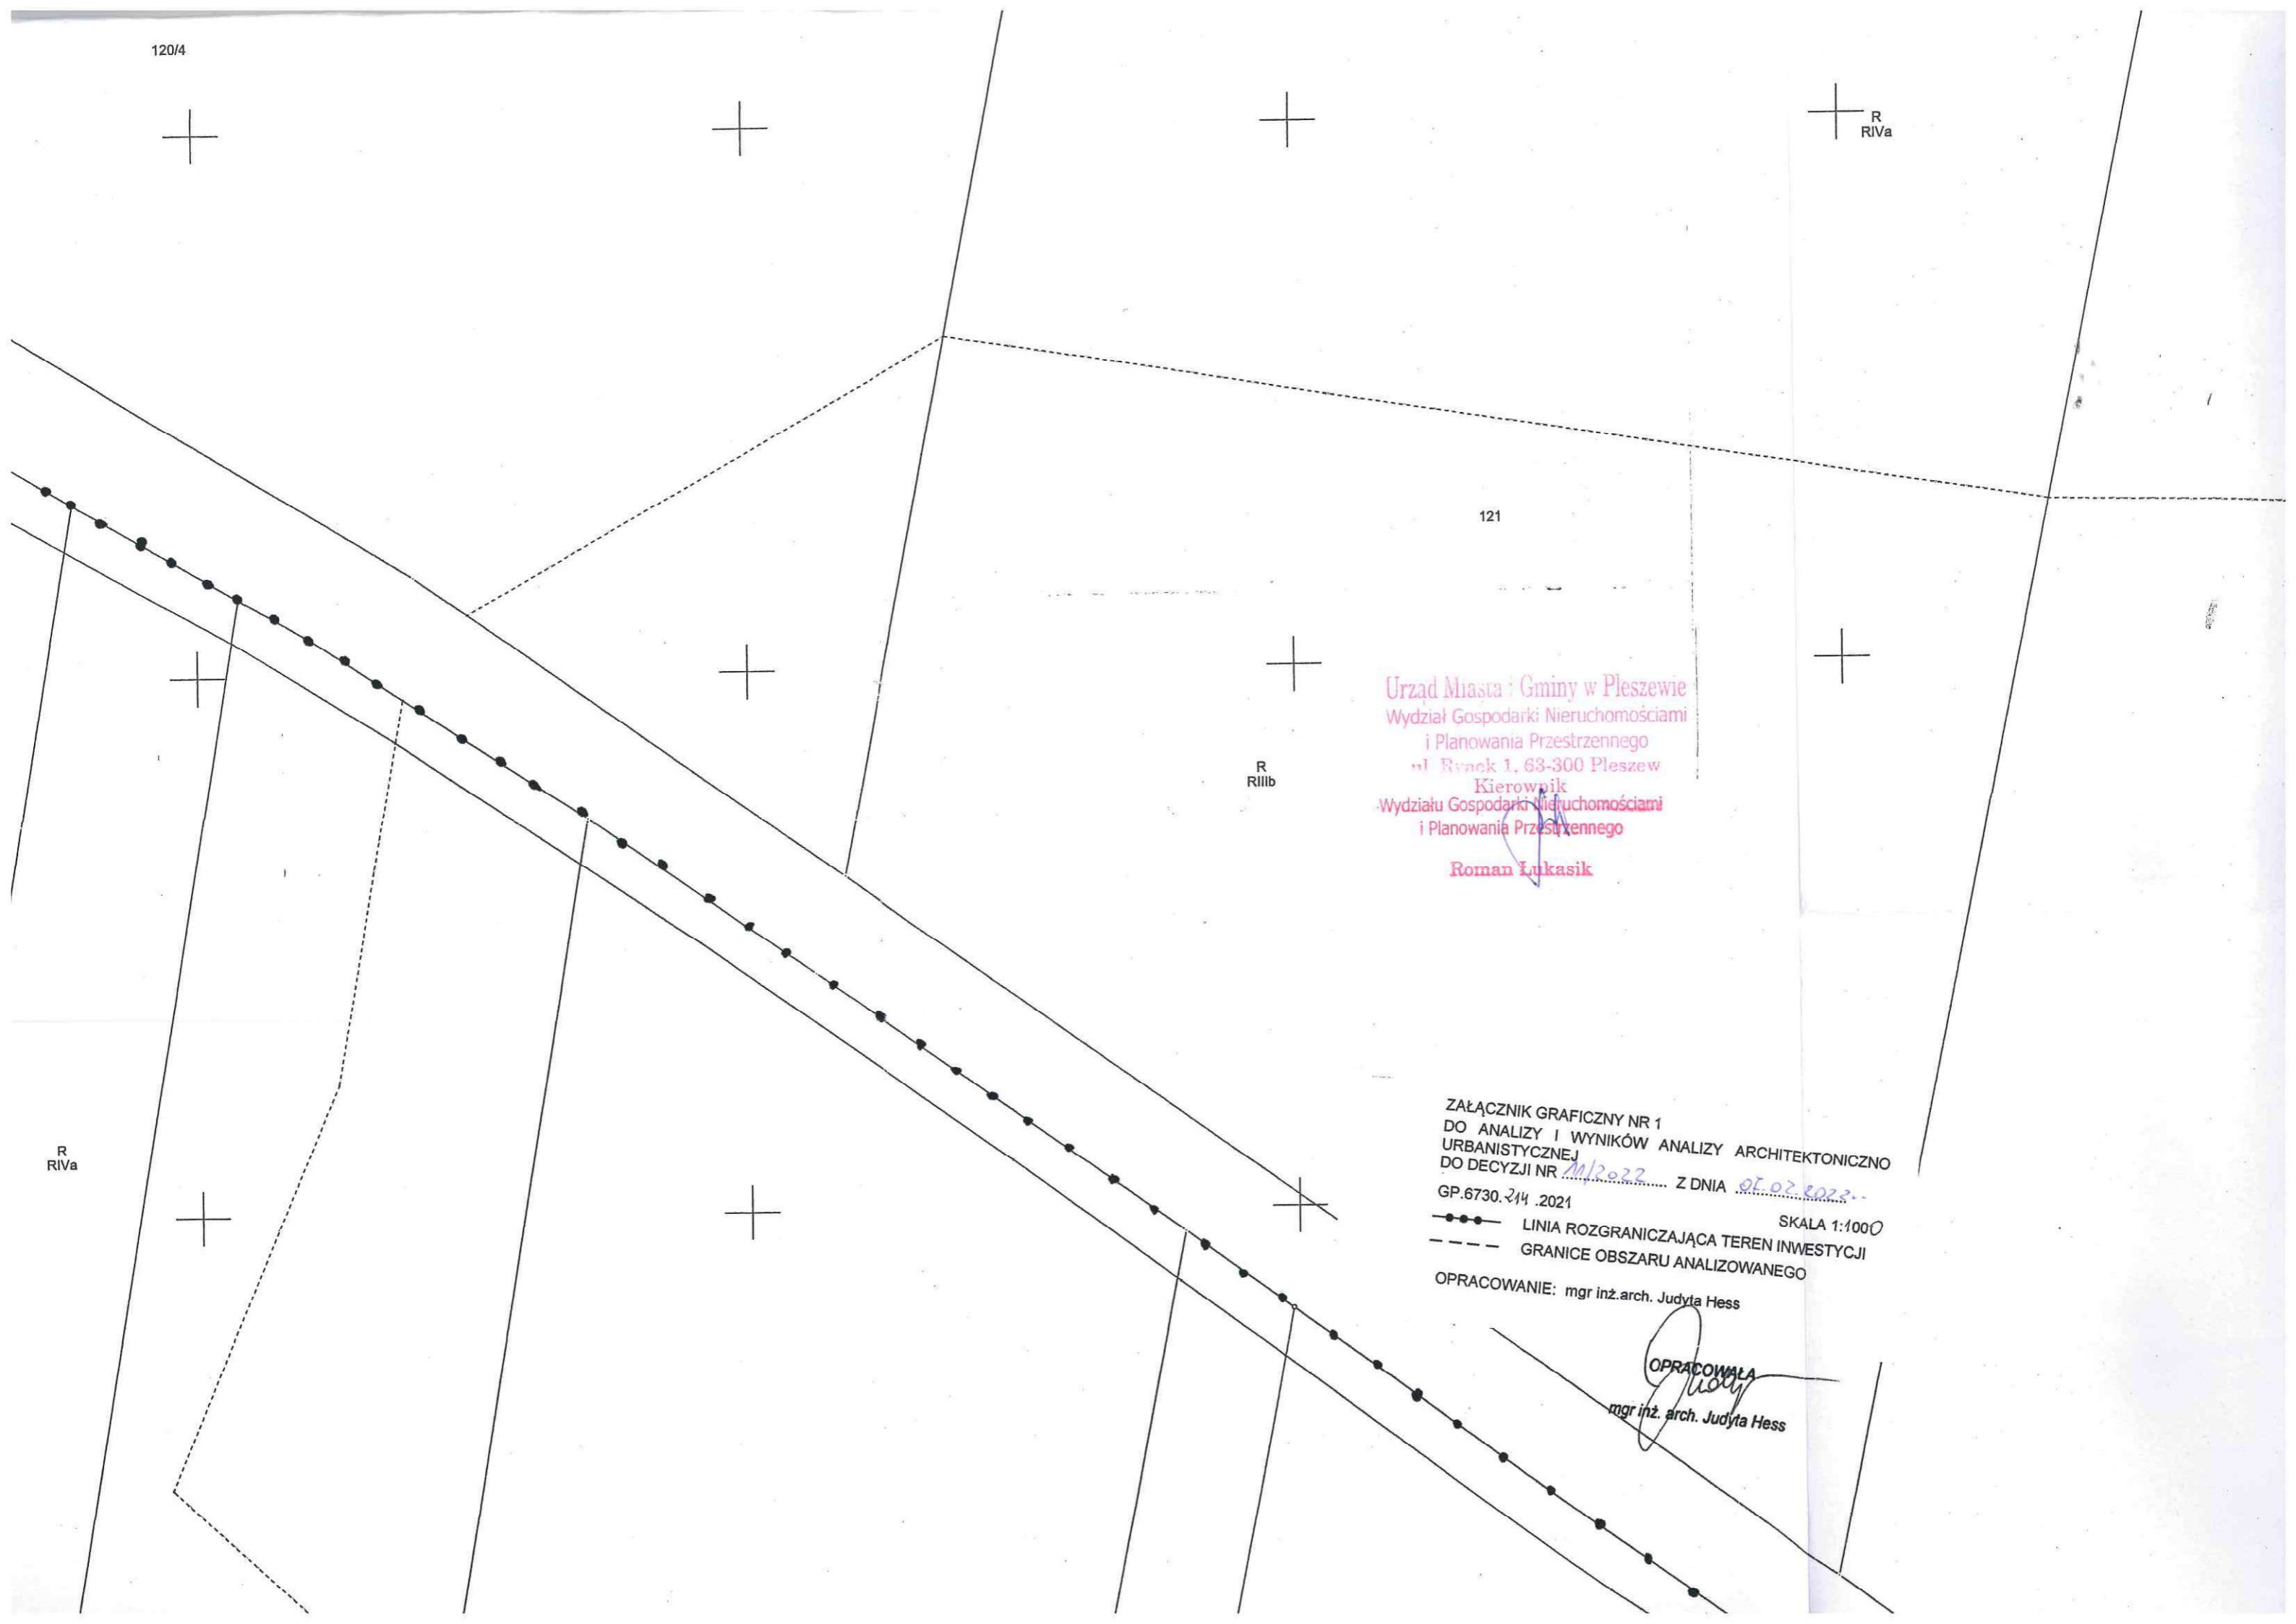 120/4
R
RIVa
121
Urząd Miasta i Gminy w Pleszewie
Wydział Gospodarki Nieruchomościami
i Planowania Przestrzennego
ul. Rynek 1, 63-300 Pleszew
Kierownik
Wydziału Gospodarki Nieruchomościami
i Planowania Przestrzennego
Roman Łukasik
R
RIIIb
R
RIVa
ZAŁĄCZNIK GRAFICZNY NR 1
DO ANALIZY I WYNIKÓW ANALIZY ARCHITEKTONICZNO
URBANISTYCZNEJ
DO DECYZJI NR 11/2022 Z DNIA 07.02.2022
GP.6730.214.2021
SKALA 1:1000
LINIA ROZGRANICZAJĄCA TEREN INWESTYCJI
GRANICE OBSZARU ANALIZOWANEGO
OPRACOWANIE: mgr inż.arch. Judyta Hess
OPRACOWAŁA
mgr inż. arch. Judyta Hess